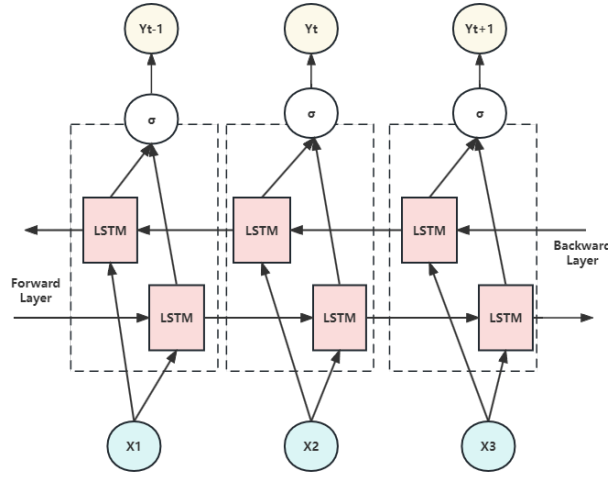 Yt-1
Yt
Yt+1
σ
σ
σ
LSTM
LSTM
LSTM
Backward
Layer
Forward
Layer
LSTM
LSTM
LSTM
X1
X2
X3